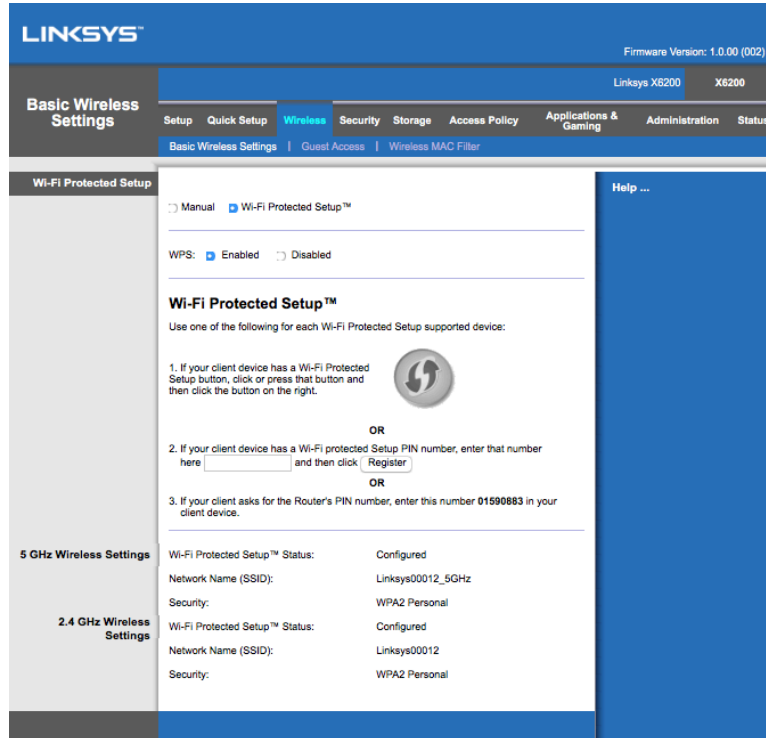 LINKSYS™
Firmware Version: 1.0.00 (002)
Linksys X6200 X6200
Basic Wireless
Settings
Setup Quick Setup Wireless Security Storage Access Policy Applications &
Gaming Administration Status
Basic Wireless Settings | Guest Access | Wireless MAC Filter
Wi-Fi Protected Setup
Help ...
Manual Wi-Fi Protected Setup™
WPS: Enabled Disabled
Wi-Fi Protected Setup™
Use one of the following for each Wi-Fi Protected Setup supported device:
1. If your client device has a Wi-Fi Protected
Setup button, click or press that button and
then click the button on the right.
OR
2. If your client device has a Wi-Fi protected Setup PIN number, enter that number
here and then click Register
OR
3. If your client asks for the Router's PIN number, enter this number 01590883 in your
client device.
5 GHz Wireless Settings Wi-Fi Protected Setup™ Status: Configured
Network Name (SSID): Linksys00012_5GHz
Security: WPA2 Personal
2.4 GHz Wireless
Settings
Wi-Fi Protected Setup™ Status: Configured
Network Name (SSID): Linksys00012
Security: WPA2 Personal